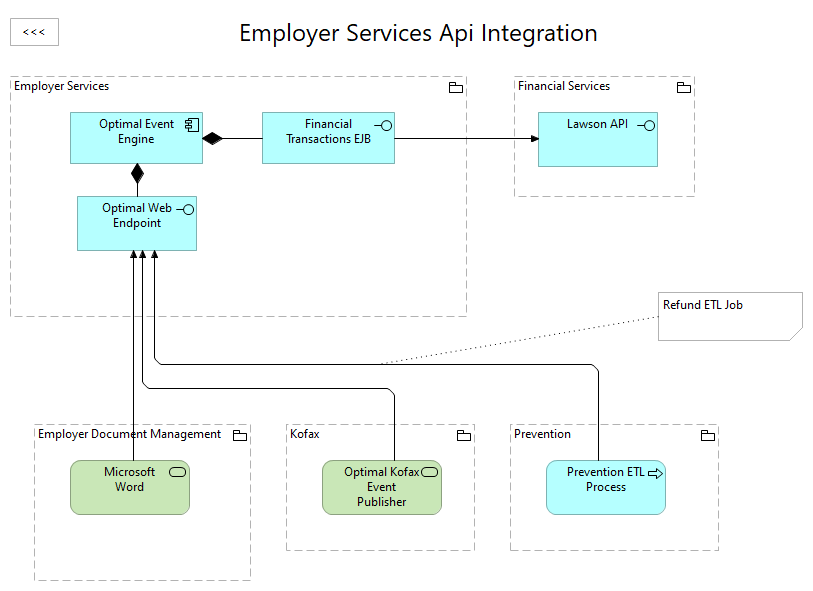 <<<
Employer Services Api Integration
Employer Services
Financial Services
Optimal Event
Engine
Financial
Transactions EJB
Lawson API
Optimal Web
Endpoint
Refund ETL Job
Employer Document Management
Kofax
Prevention
Microsoft
Word
Optimal Kofax
Event
Publisher
Prevention ETL
Process